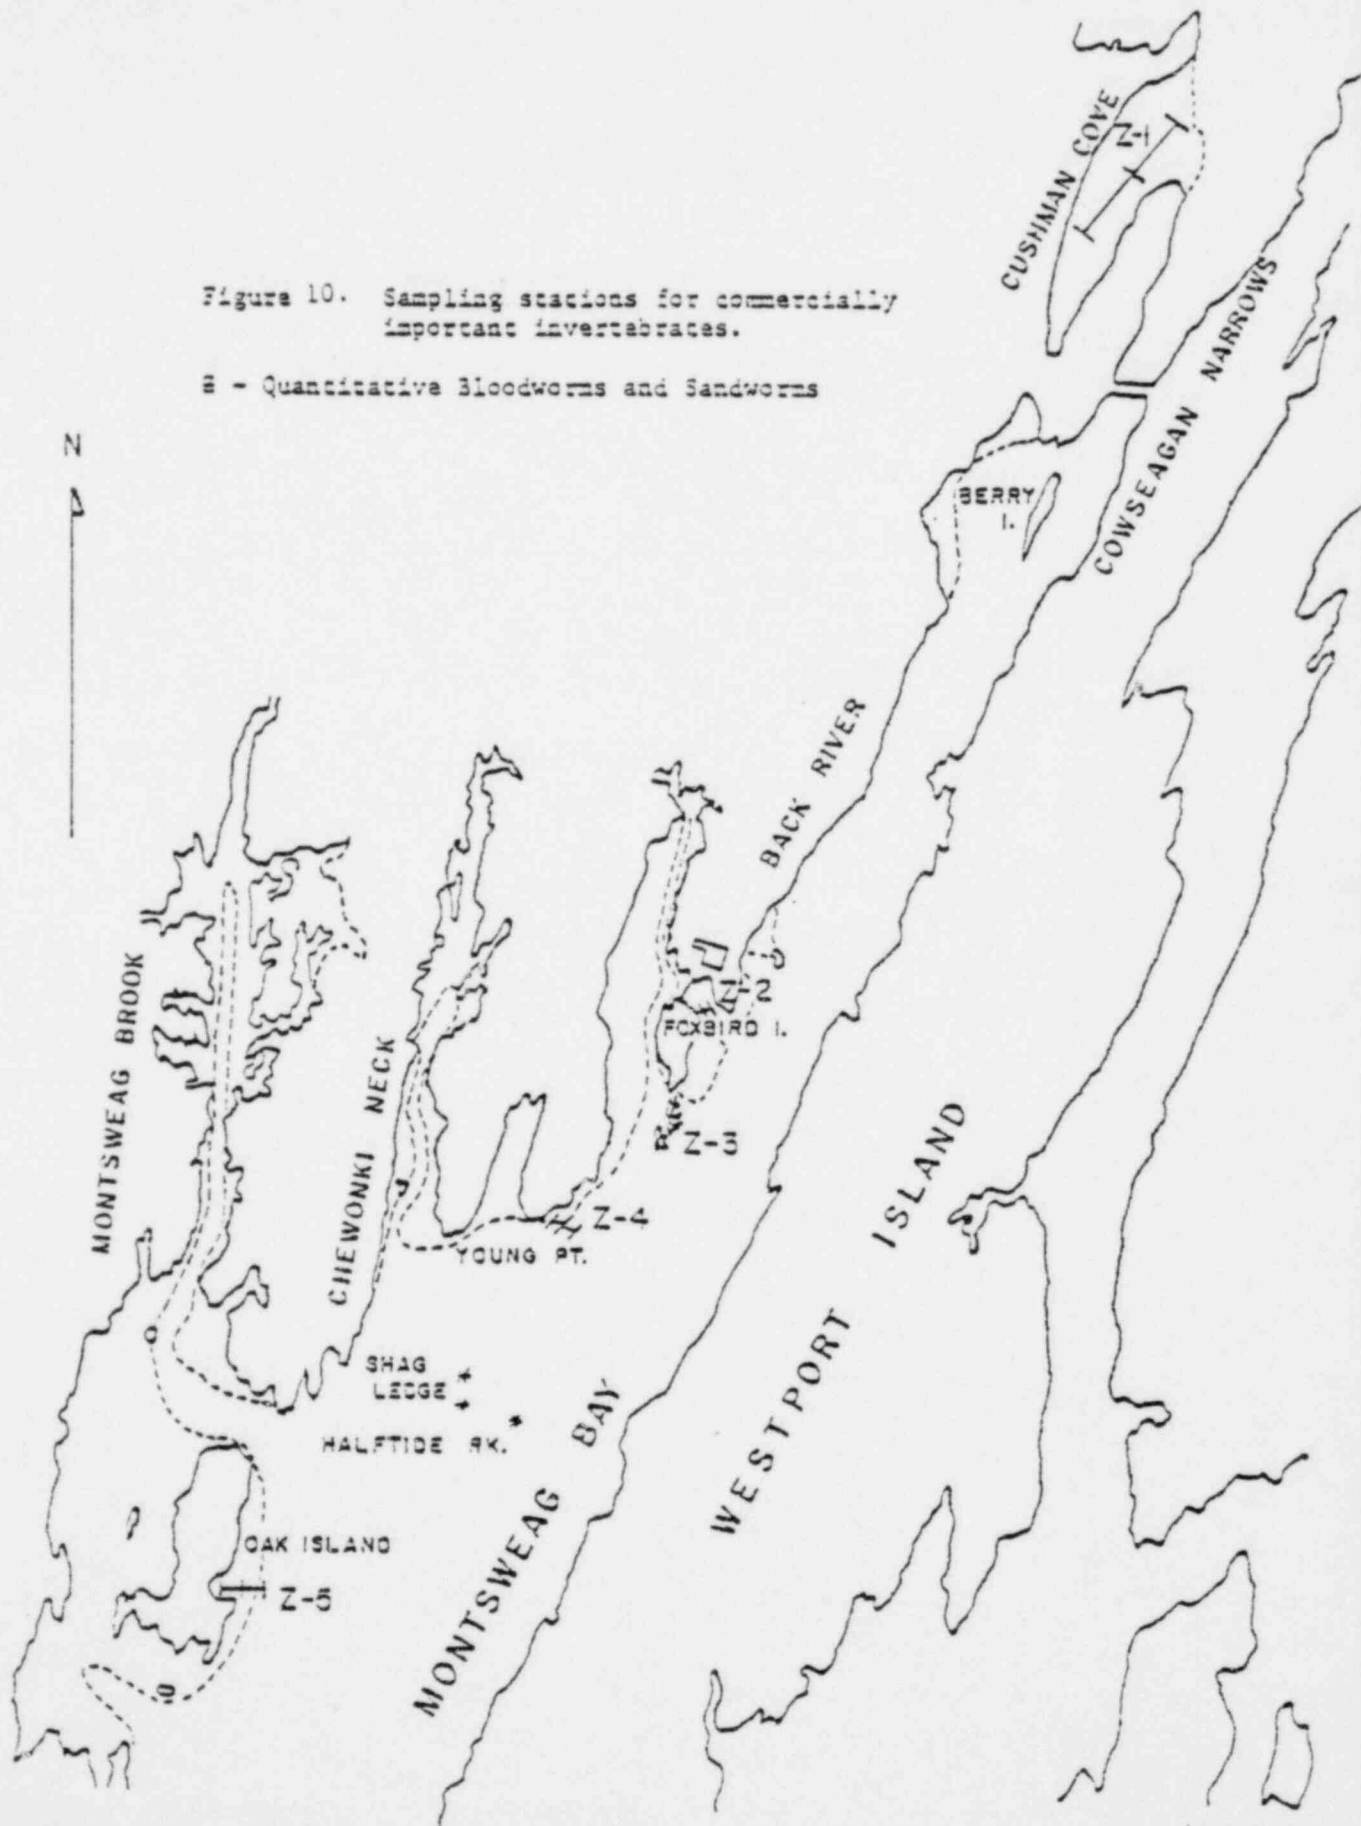 CUSHMAN COVE
Z-1
Figure 10. Sampling stations for commercially
important invertebrates.
Z - Quantitative Bloodworms and Sandworms
N
COWSEAGAN NARROWS
BERRY
I.
BACK RIVER
MONTSWEAG BROOK
Z-2
FOXBIRD I.
CHEWONKI NECK
Z-3
Z-4
YOUNG PT.
WESTPORT ISLAND
SHAG
LEDGE
HALFTIDE RK.
MONTSWEAG BAY
OAK ISLAND
Z-5